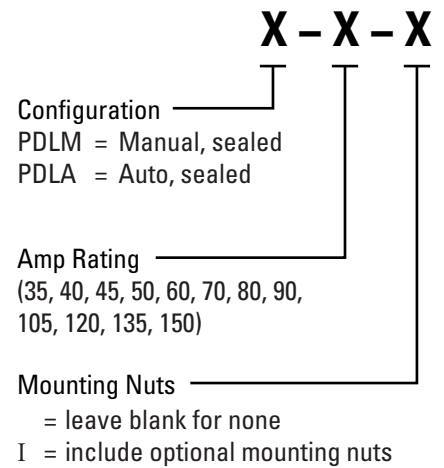 X – X – X
Configuration
PDLM = Manual, sealed
PDLA = Auto, sealed
Amp Rating
(35, 40, 45, 50, 60, 70, 80, 90,
105, 120, 135, 150)
Mounting Nuts
= leave blank for none
I = include optional mounting nuts